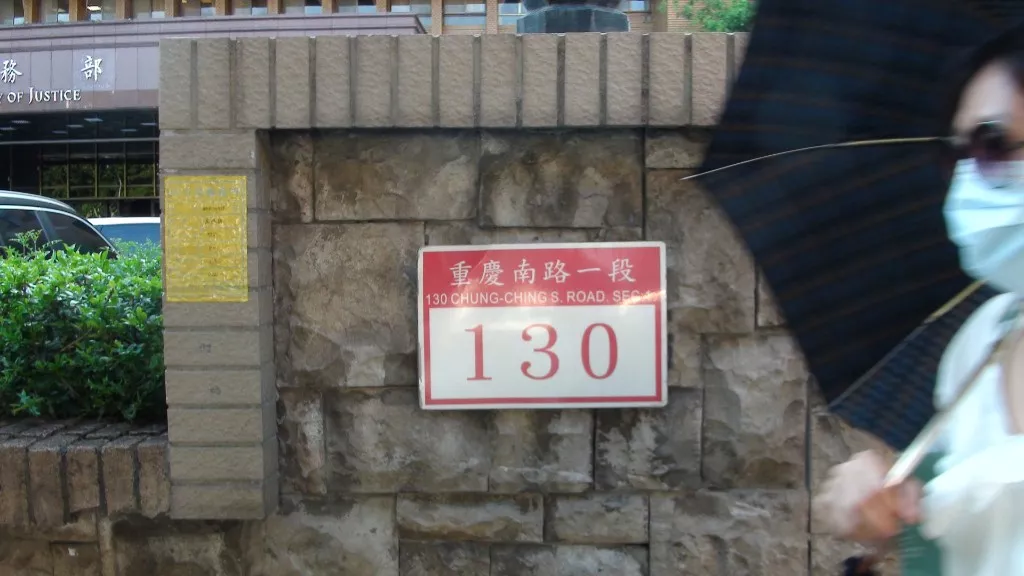 務部
OF JUSTICE
重慶南路一段
130 CHUNG-CHING S. ROAD. SEC.1
130